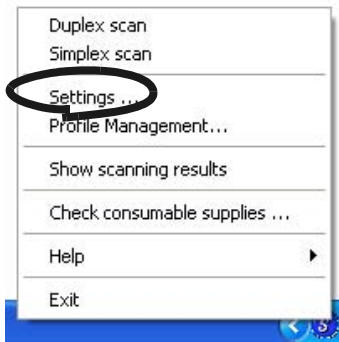 Duplex scan
Simplex scan
Settings ...
Profile Management...
Show scanning results
Check consumable supplies ...
Help
Exit
S